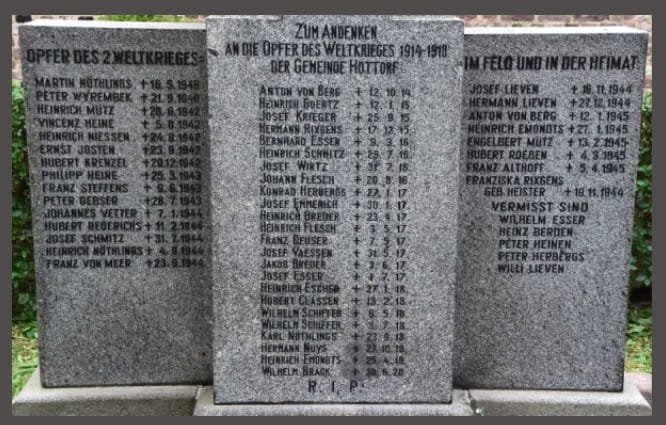 OPFER DES 2.WELTKRIEGES=
MARTIN NÖTHLINGS +16.5.1940
PETER WYREMBEK +21.9.1940
HEINRICH MÜTZ +26.6.1942
VINCENZ HEINE +5.8.1942
HEINRICH NIESSEN +24.8.1942
ERNST JOSTEN +23.9.1942
HUBERT KRENZEL +20.12.1942
PHILIPP HEINE +25.3.1943
FRANZ STEFFENS +9.6.1943
PETER GEBSER +28.7.1943
JOHANNES VETTER +7.1.1944
HUBERT DEDERICHS +11.2.1944
JOSEF SCHMITZ +31.7.1944
HEINRICH NÖTHLINGS +4.8.1944
FRANZ VON MEER +23.9.1944
ZUM ANDENKEN
AN DIE OPFER DES WELTKRIEGES 1914-1918
DER GEMEINDE HOTTORF
ANTON VON BERG + 12.10.14
HEINRICH GOERTZ + 12.1.15
JOSEF KRIEGER + 25.9.15
HERMANN RIXGENS + 17.12.15
BERNHARD ESSER + 9.3.16
HEINRICH SCHMITZ + 29.7.16
JOSEF WIRTZ + 31.7.16
JOHANN FLESCH + 20.8.16
KONRAD HERBERGS + 27.1.17
JOSEF EMMERICH + 30.1.17
HEINRICH BREDER + 23.4.17
HEINRICH FLESCH + 3.5.17
FRANZ BEUSER + 7.5.17
JOSEF VAESSEN + 31.5.17
JAKOB BREDER + 3.6.17
JOSEF ESSER + 4.7.17
HEINRICH ESCHER + 27.1.18
HUBERT CLASSEN + 13.2.18
WILHELM SCHIFFER + 6.5.18
WILHELM SCHIFFER 7.18
KARL NÖTHLINGS + 23.9.18
HERMANN NUYS + 27.10.18
HEINRICH EMONDTS + 25.4.19
WILHELM BRACK + 30.6.20
R. I. P.
IM FELD UND IN DER HEIMAT:
JOSEF LIEVEN + 16.11.1944
HERMANN LIEVEN +27.12.1944
ANTON VON BERG +12.1.1945
HEINRICH EMONDTS +27.1.1945
ENGELBERT MÜTZ +13.2.1945
HUBERT ROEBEN +4.3.1945
FRANZ ALTHOFF +5.4.1945
FRANZISKA RIXGENS
GEB.HEISTER +19.11.1944
VERMISST SIND
WILHELM ESSER
HEINZ BERDEN
PETER HEINEN
PETER HERBERGS
WILLI LIEVEN